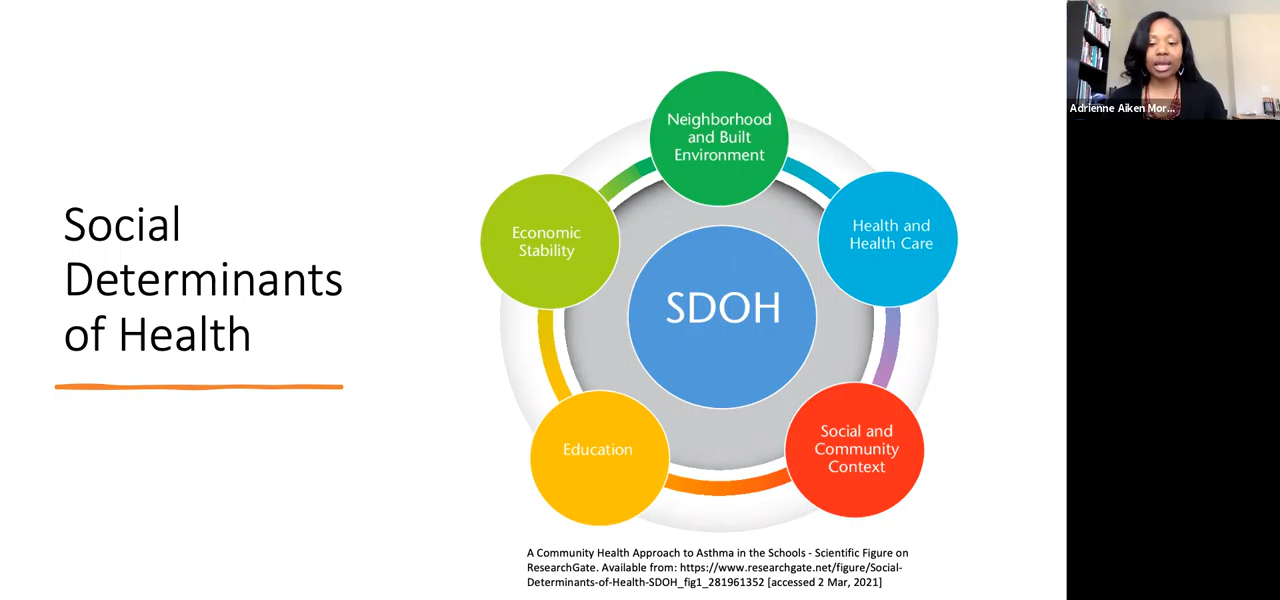 Social
Determinants
of Health
Neighborhood
and Built
Environment
Economic
Stability
Health and
Health Care
SDOH
Education
Social and
Community
Context
A Community Health Approach to Asthma in the Schools - Scientific Figure on
ResearchGate. Available from: https://www.researchgate.net/figure/Social-
Determinants-of-Health-SDOH_fig1_281961352 [accessed 2 Mar, 2021]
Adrienne Aiken Mor...